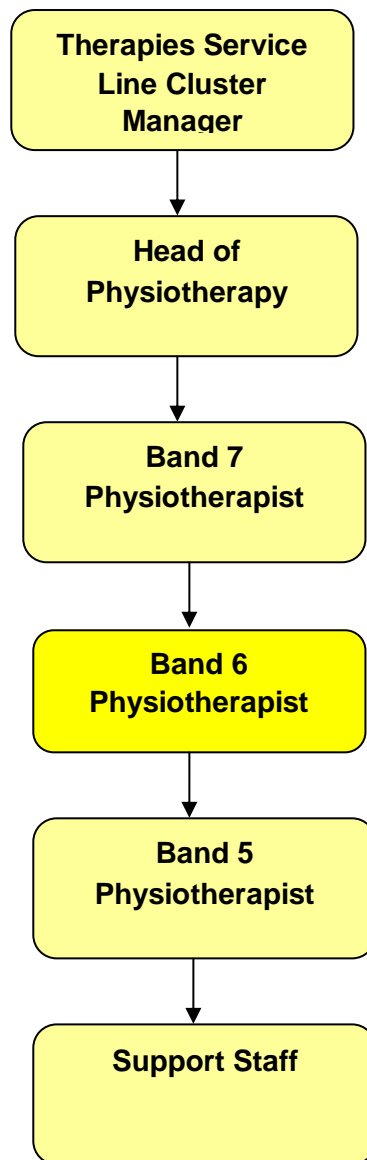 Therapies Service
Line Cluster
Manager
Head of
Physiotherapy
Band 7
Physiotherapist
Band 6
Physiotherapist
Band 5
Physiotherapist
Support Staff